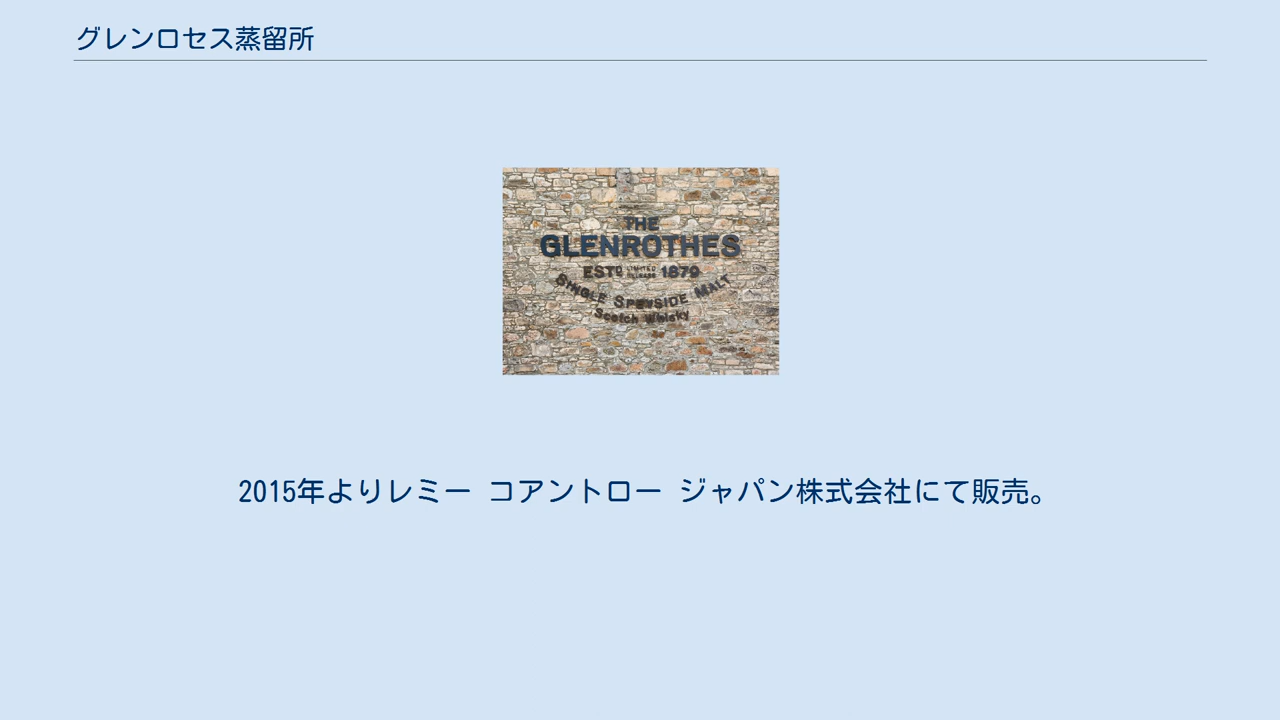 グレンロセス蒸留所
THE
GLENROTHES
ESTD LIMITED RELEASE 1879
SINGLE SPEYSIDE MALT
Scotch Whisky
2015年よりレミー コアントロー ジャパン株式会社にて販売。